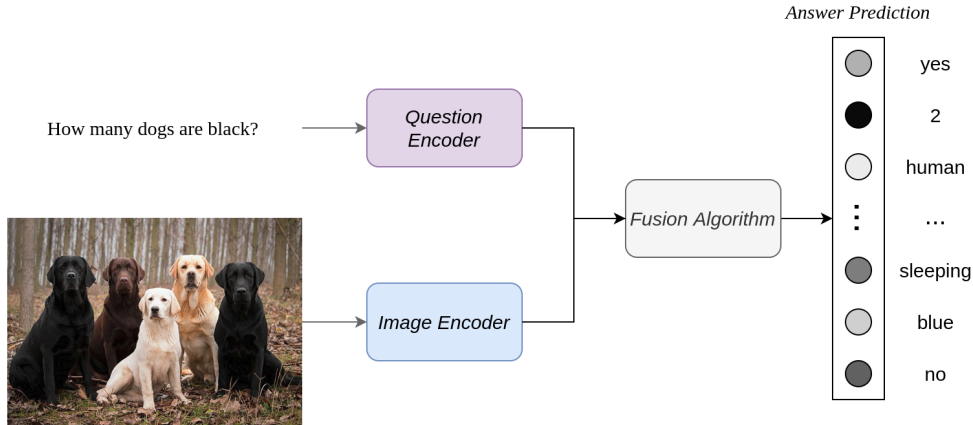 Answer Prediction
How many dogs are black?
Question
Encoder
Image Encoder
Fusion Algorithm
yes
2
human
...
sleeping
blue
no